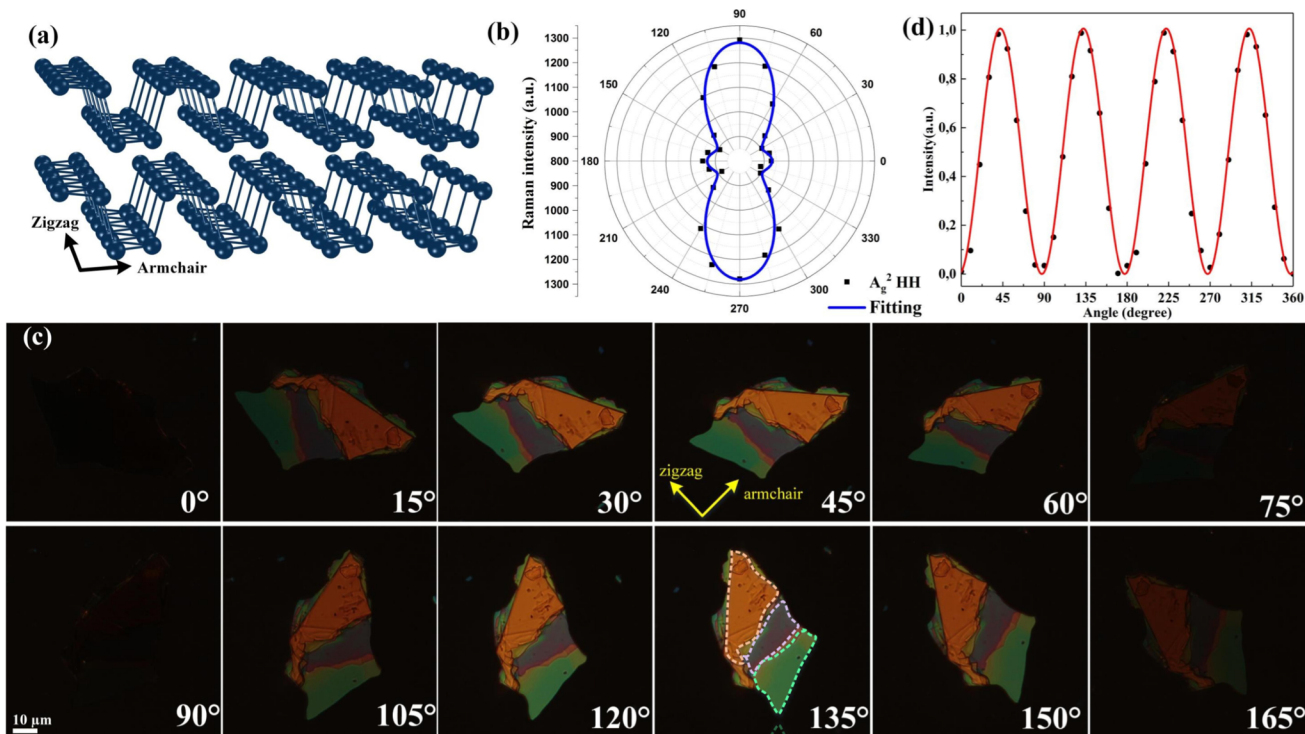 (a)
Zigzag
Armchair
(b)
Raman intensity (a.u.)
1300
1200
1100
1000
900
800
900
1000
1100
1200
1300
90
60
30
0
330
300
270
240
210
180
150
120
A_g^2 HH
Fitting
(d)
Intensity(a.u.)
1,0
0,8
0,6
0,4
0,2
0,0
0 45 90 135 180 225 270 315 360
Angle (degree)
(c)
0°
15°
30°
zigzag
armchair
45°
60°
75°
10 µm
90°
105°
120°
135°
150°
165°